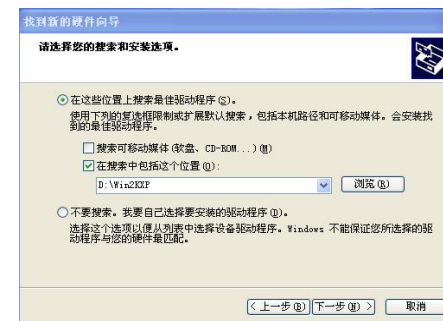 找到新的硬件向导
请选择您的搜索和安装选项。
在这些位置上搜索最佳驱动程序(S)。
使用下列的复选框限制或扩展默认搜索，包括本机路径和可移动媒体。会安装找
到的最佳驱动程序。
搜索可移动媒体(软盘、CD-ROM...)(M)
在搜索中包括这个位置(O):
D:\Win2KXP
浏览(R)
不要搜索。我要自己选择要安装的驱动程序(D)。
选择这个选项以便从列表中选择设备驱动程序。Windows 不能保证您所选择的驱
动程序与您的硬件最匹配。
< 上一步(B)
下一步(N) >
取消